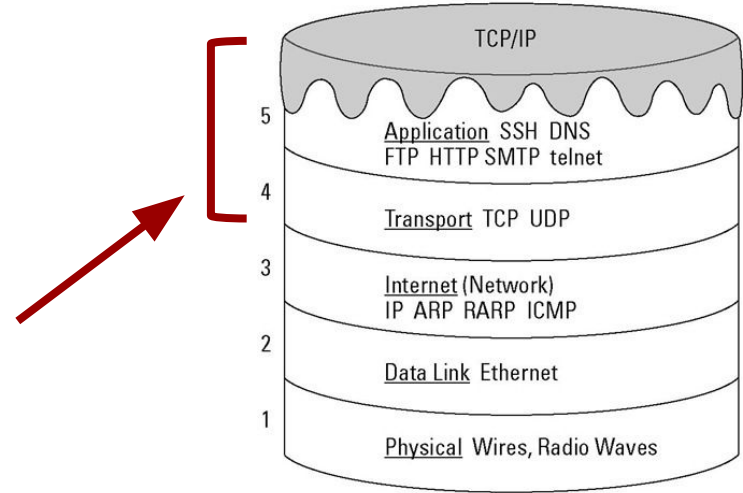 TCP/IP
5
Application SSH DNS
FTP HTTP SMTP telnet
4
Transport TCP UDP
3
Internet (Network)
IP ARP RARP ICMP
2
Data Link Ethernet
1
Physical Wires, Radio Waves